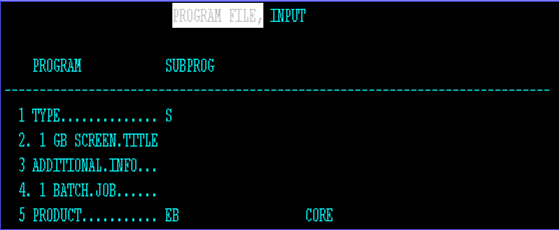 PROGRAM FILE, INPUT
PROGRAM SUBPROG
--------------------------------------------------------------------------------
1 TYPE.............. S
2. 1 GB SCREEN.TITLE
3 ADDITIONAL.INFO...
4. 1 BATCH.JOB......
5 PRODUCT........... EB CORE